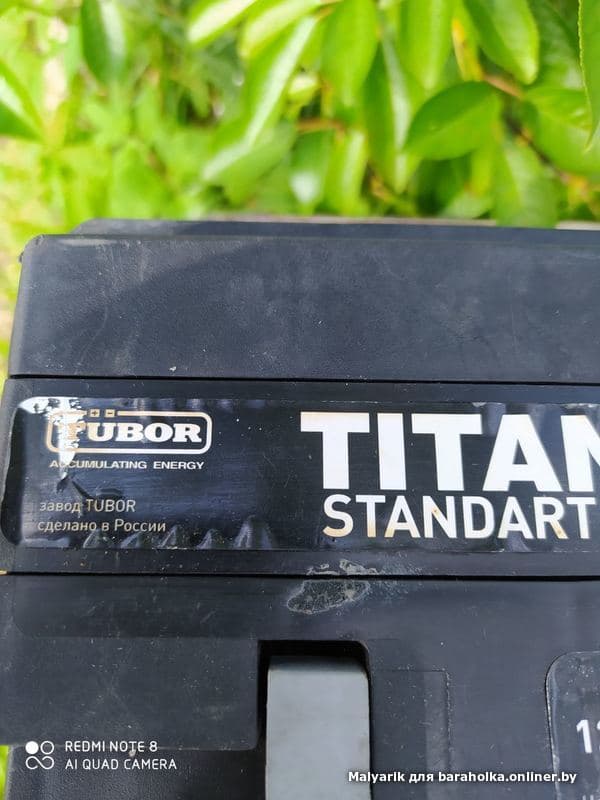 TUBOR
ACCUMULATING ENERGY
завод TUBOR
сделано в России
TITAN
STANDART
REDMI NOTE 8
AI QUAD CAMERA
Malyarik для baraholka.onliner.by